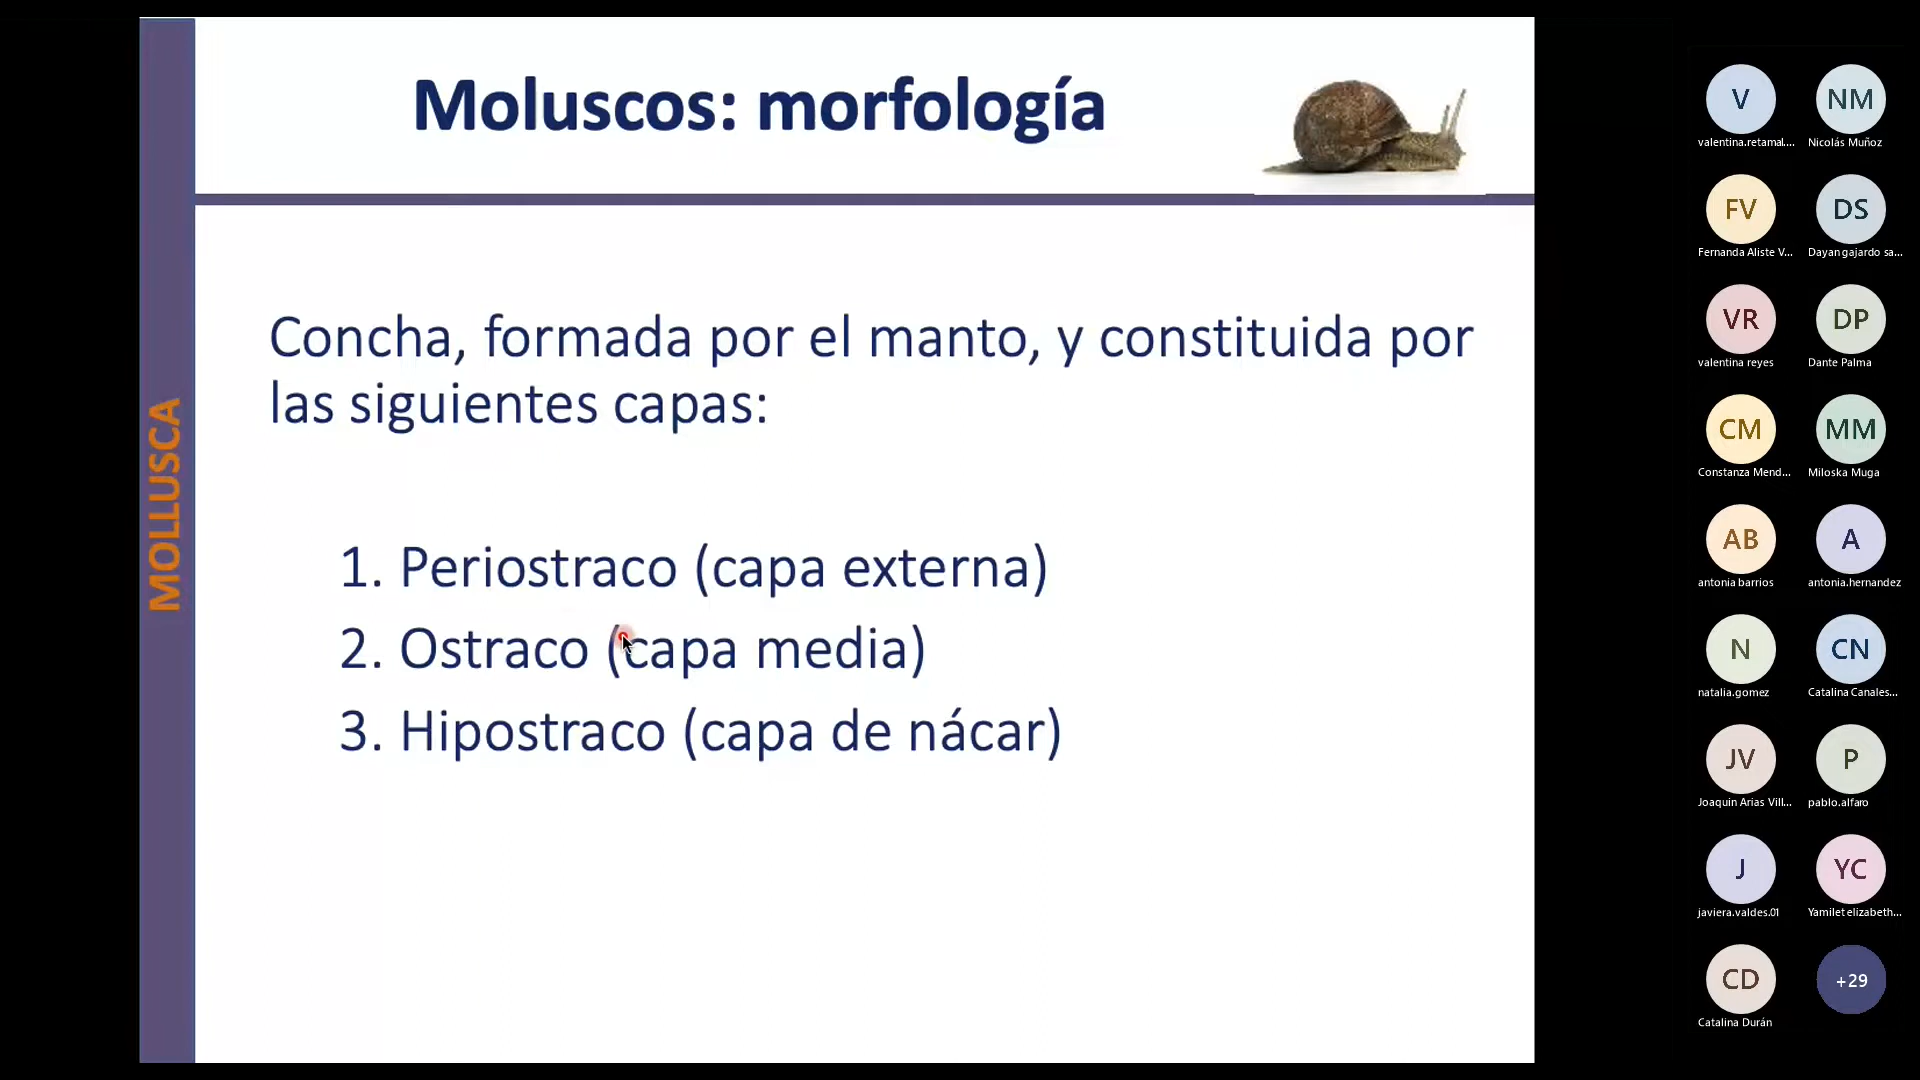 Moluscos: morfología
MOLLUSCA
Concha, formada por el manto, y constituida por
las siguientes capas:
1. Periostraco (capa externa)
2. Ostraco (capa media)
3. Hipostraco (capa de nácar)
V
NM
valentina.retamal....
Nicolás Muñoz
FV
DS
Fernanda Aliste V...
Dayan gajardo sa...
VR
DP
valentina reyes
Dante Palma
CM
MM
Constanza Mend...
Miloska Muga
AB
A
antonia barrios
antonia.hernandez
N
CN
natalia.gomez
Catalina Canales...
JV
P
Joaquin Arias Vill...
pablo.alfaro
J
YC
javiera.valdes.01
Yamilet elizabeth...
CD
+29
Catalina Durán